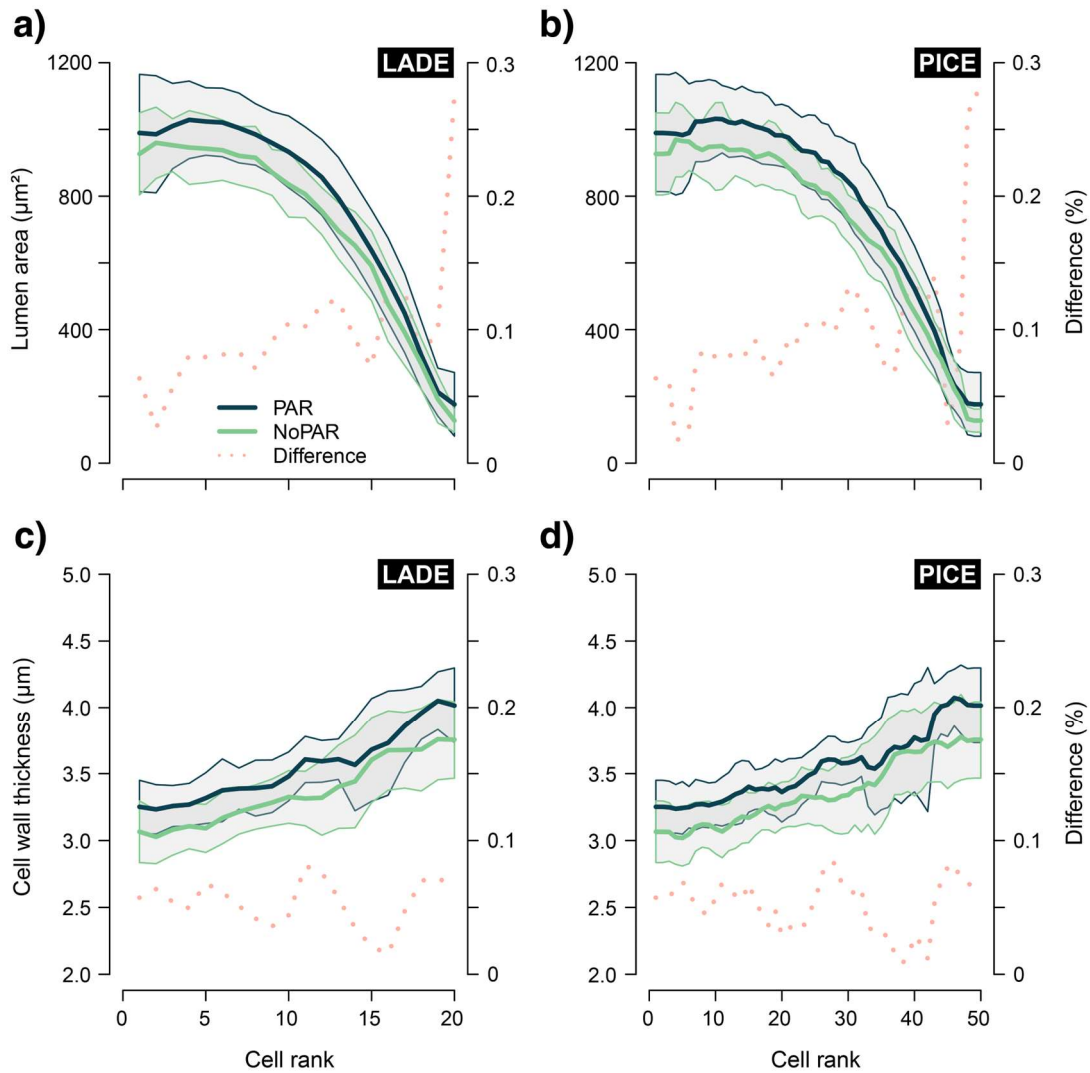 a)
LADE
1200
800
400
0
Lumen area (µm²)
0.3
0.2
0.1
0
PAR
NoPAR
Difference
b)
PICE
1200
800
400
0
0.3
0.2
0.1
0
Difference (%)
c)
LADE
5.0
4.5
4.0
3.5
3.0
2.5
2.0
Cell wall thickness (µm)
0.3
0.2
0.1
0
0 5 10 15 20
Cell rank
d)
PICE
5.0
4.5
4.0
3.5
3.0
2.5
2.0
0.3
0.2
0.1
0
Difference (%)
0 10 20 30 40 50
Cell rank